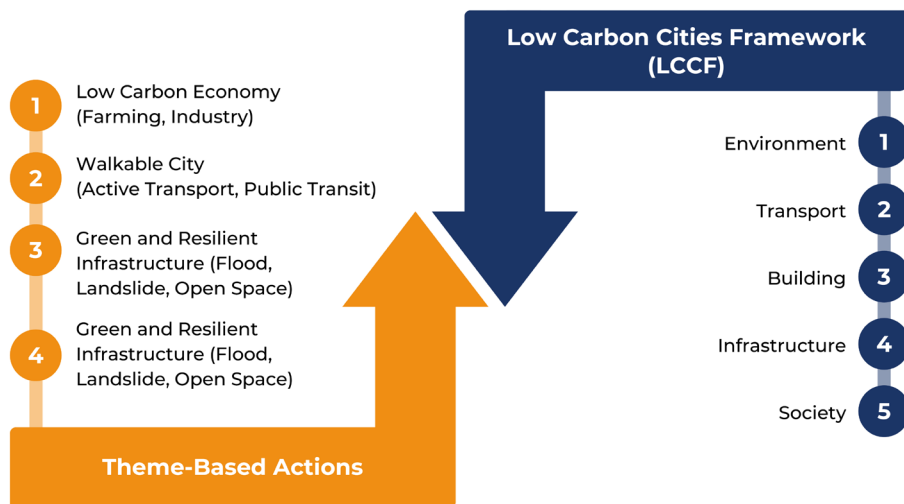 Low Carbon Cities Framework
(LCCF)
1
Low Carbon Economy
(Farming, Industry)
2
Walkable City
(Active Transport, Public Transit)
3
Green and Resilient
Infrastructure (Flood,
Landslide, Open Space)
4
Green and Resilient
Infrastructure (Flood,
Landslide, Open Space)
Theme-Based Actions
Environment 1
Transport 2
Building 3
Infrastructure 4
Society 5